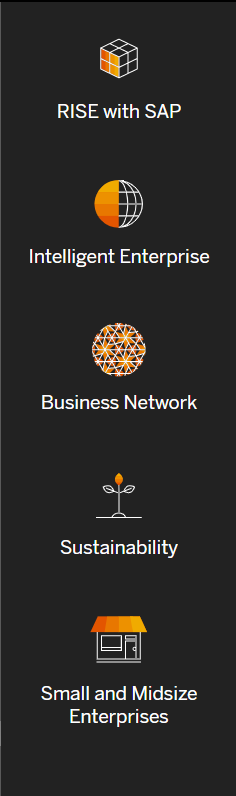 RISE with SAP
Intelligent Enterprise
Business Network
Sustainability
Small and Midsize
Enterprises